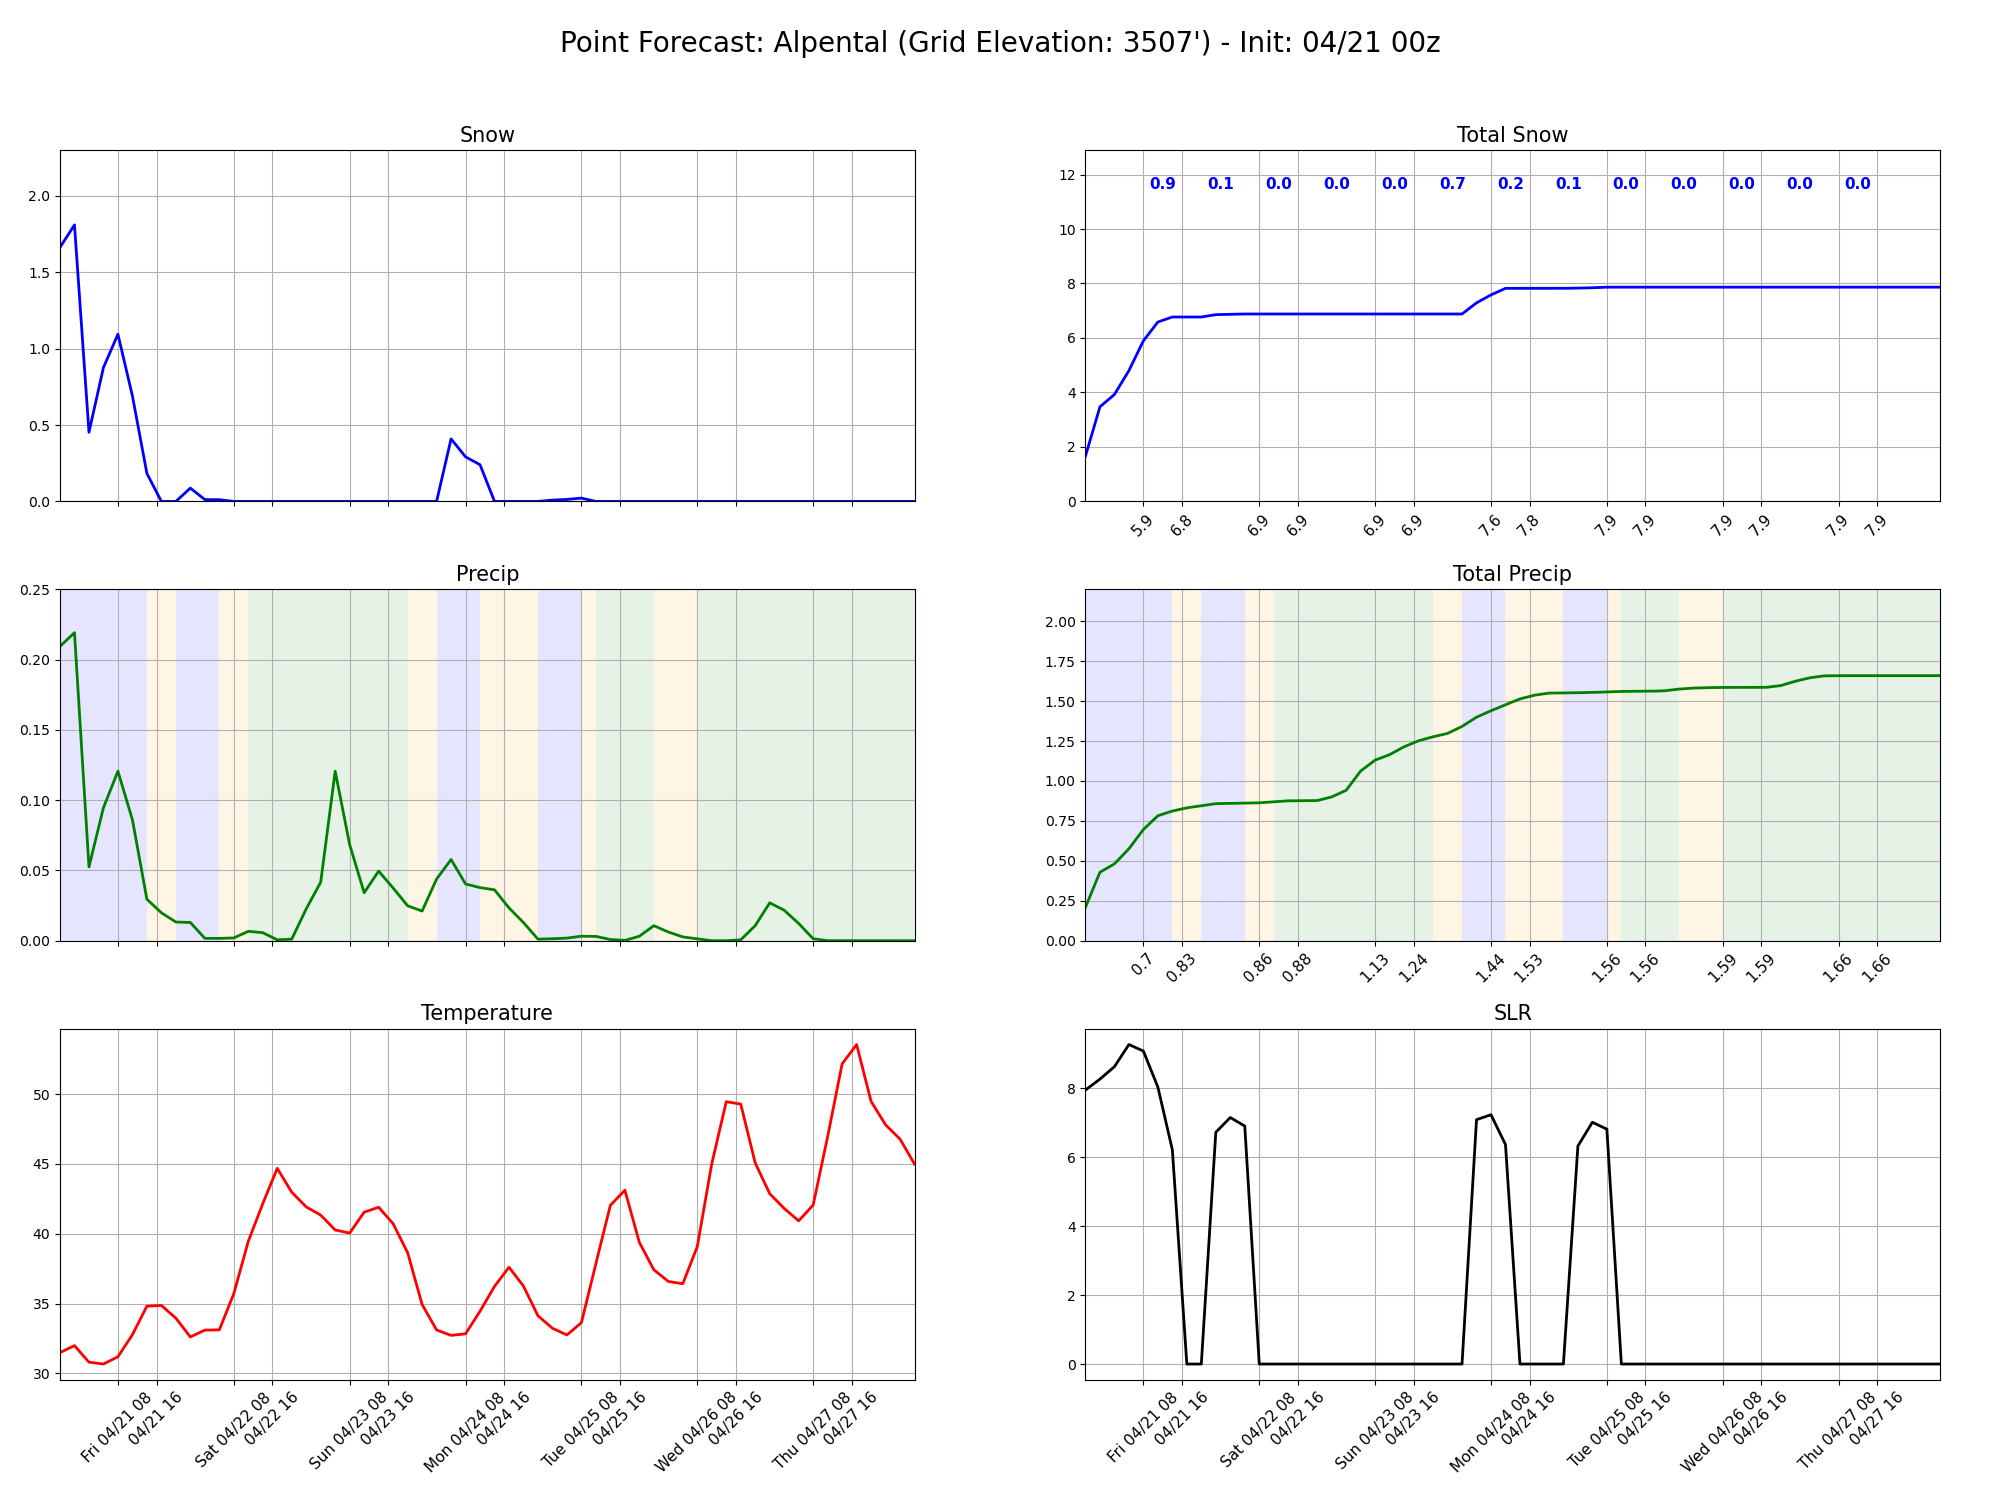 Point Forecast: Alpental (Grid Elevation: 3507') - Init: 04/21 00z
Snow
2.0
1.5
1.0
0.5
0.0
Total Snow
0.9 0.1 0.0 0.0 0.0 0.7 0.2 0.1 0.0 0.0 0.0 0.0 0.0
12
10
8
6
4
2
0
5.9 6.8 6.9 6.9 6.9 6.9 7.6 7.8 7.9 7.9 7.9 7.9 7.9 7.9
Precip
0.25
0.20
0.15
0.10
0.05
0.00
Total Precip
2.00
1.75
1.50
1.25
1.00
0.75
0.50
0.25
0.00
0.7 0.83 0.86 0.88 1.13 1.24 1.44 1.53 1.56 1.56 1.59 1.59 1.66 1.66
Temperature
50
45
40
35
30
Fri 04/21 08
04/21 16
Sat 04/22 08
04/22 16
Sun 04/23 08
04/23 16
Mon 04/24 08
04/24 16
Tue 04/25 08
04/25 16
Wed 04/26 08
04/26 16
Thu 04/27 08
04/27 16
SLR
8
6
4
2
0
Fri 04/21 08
04/21 16
Sat 04/22 08
04/22 16
Sun 04/23 08
04/23 16
Mon 04/24 08
04/24 16
Tue 04/25 08
04/25 16
Wed 04/26 08
04/26 16
Thu 04/27 08
04/27 16